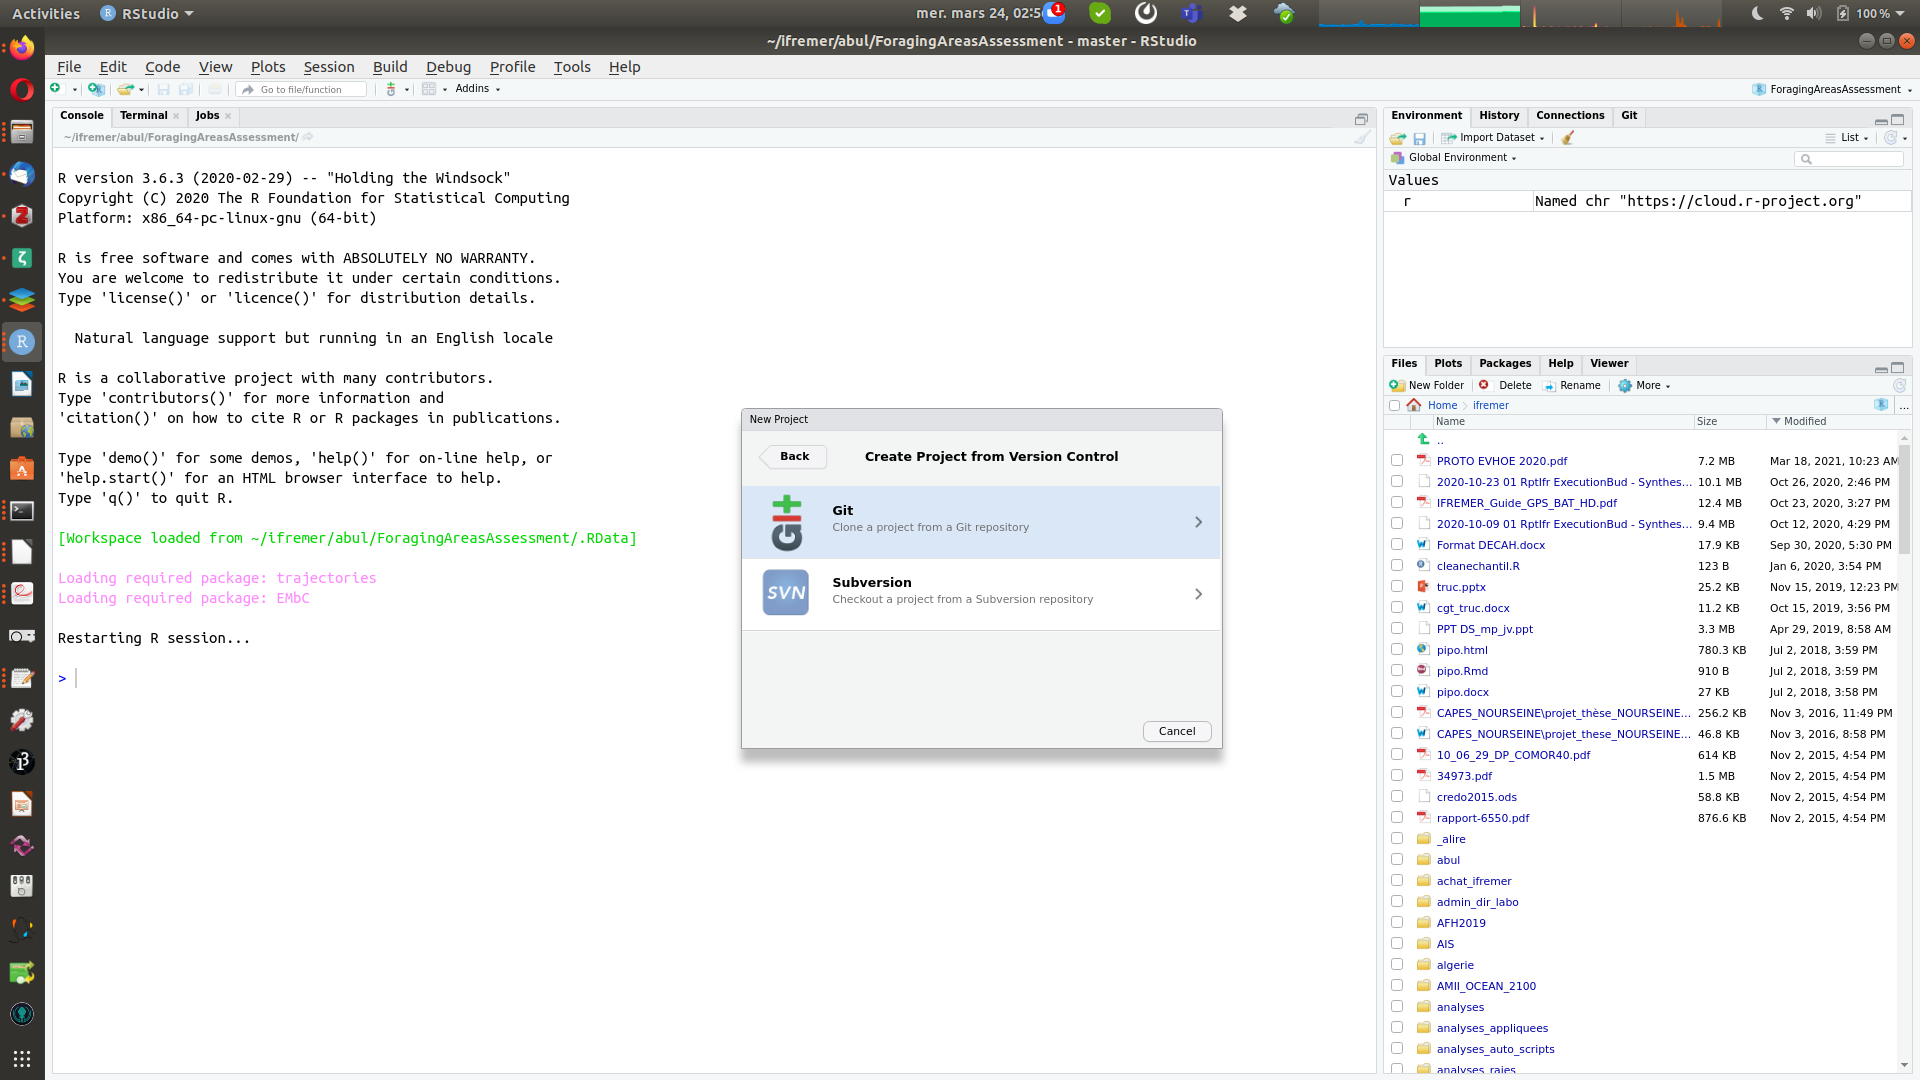 Activities
RStudio
mer. mars 24, 02:5
1
100 %
~/ifremer/abul/ForagingAreasAssessment - master - RStudio
File Edit Code View Plots Session Build Debug Profile Tools Help
Go to file/function
Addins
ForagingAreasAssessment
Console Terminal Jobs
~/ifremer/abul/ForagingAreasAssessment/
R version 3.6.3 (2020-02-29) -- "Holding the Windsock"
Copyright (C) 2020 The R Foundation for Statistical Computing
Platform: x86_64-pc-linux-gnu (64-bit)
R is free software and comes with ABSOLUTELY NO WARRANTY.
You are welcome to redistribute it under certain conditions.
Type 'license()' or 'licence()' for distribution details.
Natural language support but running in an English locale
R is a collaborative project with many contributors.
Type 'contributors()' for more information and
'citation()' on how to cite R or R packages in publications.
Type 'demo()' for some demos, 'help()' for on-line help, or
'help.start()' for an HTML browser interface to help.
Type 'q()' to quit R.
[Workspace loaded from ~/ifremer/abul/ForagingAreasAssessment/.RData]
Loading required package: trajectories
Loading required package: EMbC
Restarting R session...
>
New Project
Back
Create Project from Version Control
Git
Clone a project from a Git repository
SVN
Subversion
Checkout a project from a Subversion repository
Cancel
Environment History Connections Git
Import Dataset
List
Global Environment
Values
r Named chr "https://cloud.r-project.org"
Files Plots Packages Help Viewer
New Folder Delete Rename More
Home ifremer
...
Name Size Modified
..
PROTO EVHOE 2020.pdf 7.2 MB Mar 18, 2021, 10:23 AM
2020-10-23 01 RptIfr ExecutionBud - Synthes... 10.1 MB Oct 26, 2020, 2:46 PM
IFREMER_Guide_GPS_BAT_HD.pdf 12.4 MB Oct 23, 2020, 3:27 PM
2020-10-09 01 RptIfr ExecutionBud - Synthes... 9.4 MB Oct 12, 2020, 4:29 PM
Format DECAH.docx 17.9 KB Sep 30, 2020, 5:30 PM
cleanechantil.R 123 B Jan 6, 2020, 3:54 PM
truc.pptx 25.2 KB Nov 15, 2019, 12:23 PM
cgt_truc.docx 11.2 KB Oct 15, 2019, 3:56 PM
PPT DS_mp_jv.ppt 3.3 MB Apr 29, 2019, 8:58 AM
pipo.html 780.3 KB Jul 2, 2018, 3:59 PM
pipo.Rmd 910 B Jul 2, 2018, 3:59 PM
pipo.docx 27 KB Jul 2, 2018, 3:58 PM
CAPES_NOURSEINE\projet_thèse_NOURSEINE... 256.2 KB Nov 3, 2016, 11:49 PM
CAPES_NOURSEINE\projet_these_NOURSEINE... 46.8 KB Nov 3, 2016, 8:58 PM
10_06_29_DP_COMOR40.pdf 614 KB Nov 2, 2015, 4:54 PM
34973.pdf 1.5 MB Nov 2, 2015, 4:54 PM
credo2015.ods 58.8 KB Nov 2, 2015, 4:54 PM
rapport-6550.pdf 876.6 KB Nov 2, 2015, 4:54 PM
_alire
abul
achat_ifremer
admin_dir_labo
AFH2019
AIS
algerie
AMII_OCEAN_2100
analyses
analyses_appliquees
analyses_auto_scripts
analyses_raies